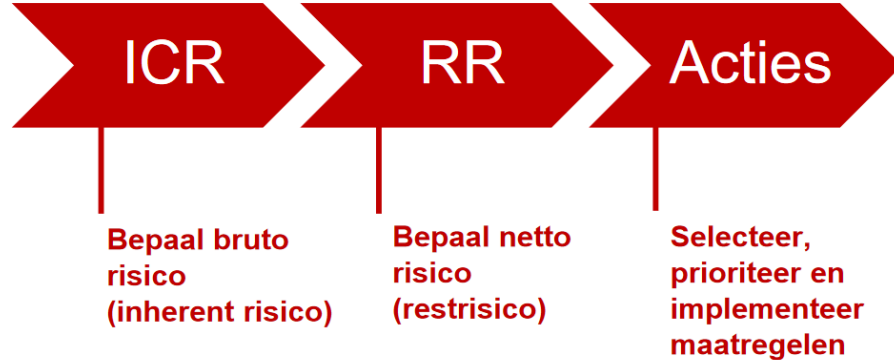 ICR
RR
Acties
Bepaal bruto
risico
(inherent risico)
Bepaal netto
risico
(restrisico)
Selecteer,
prioriteer en
implementeer
maatregelen